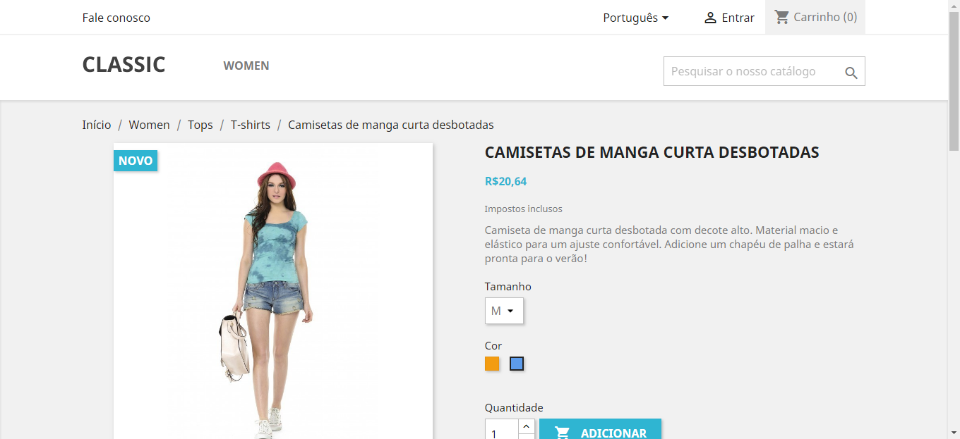 Fale conosco
Português
Entrar
Carrinho (0)
CLASSIC
WOMEN
Pesquisar o nosso catálogo
Início / Women / Tops / T-shirts / Camisetas de manga curta desbotadas
NOVO
CAMISETAS DE MANGA CURTA DESBOTADAS
R$20,64
Impostos inclusos
Camiseta de manga curta desbotada com decote alto. Material macio e
elástico para um ajuste confortável. Adicione um chapéu de palha e estará
pronta para o verão!
Tamanho
M
Cor
Quantidade
1
ADICIONAR